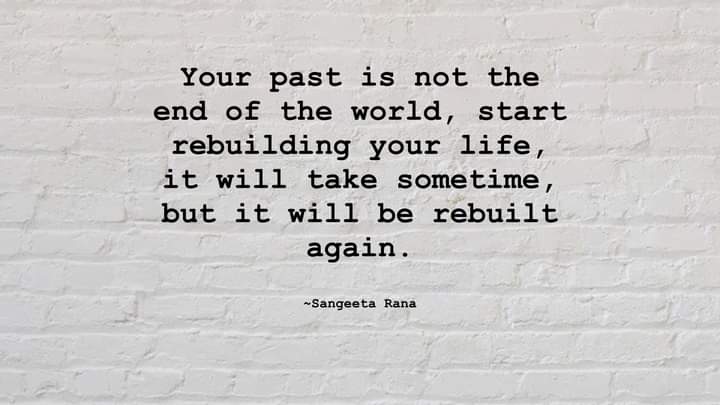 Your past is not the
end of the world, start
rebuilding your life,
it will take sometime,
but it will be rebuilt
again.
~Sangeeta Rana